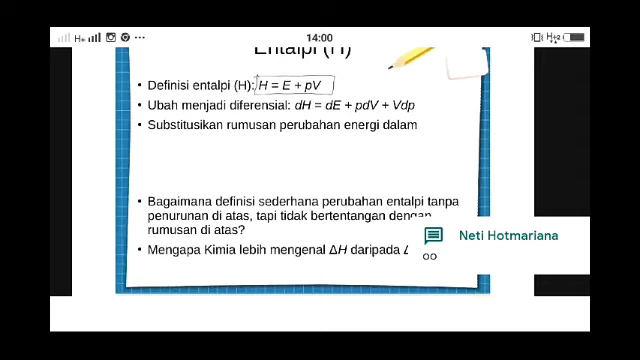 H+
14:00
Entalpi (H)
• Definisi entalpi (H): H = E + pV
• Ubah menjadi diferensial: dH = dE + pdV + Vdp
• Substitusikan rumusan perubahan energi dalam
• Bagaimana definisi sederhana perubahan entalpi tanpa
penurunan di atas, tapi tidak bertentangan dengan
rumusan di atas?
• Mengapa Kimia lebih mengenal ΔH daripada
Neti Hotmariana
oo